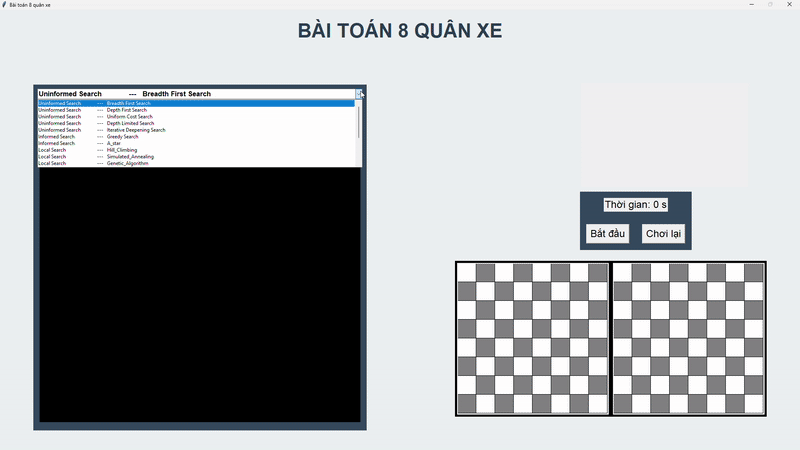 Bài toán 8 quân xe
BÀI TOÁN 8 QUÂN XE
Uninformed Search --- Breadth First Search
Uninformed Search --- Breadth First Search
Uninformed Search --- Depth First Search
Uninformed Search --- Uniform Cost Search
Uninformed Search --- Depth Limited Search
Uninformed Search --- Iterative Deepening Search
Informed Search --- Greedy Search
Informed Search --- A_star
Local Search --- Hill_Climbing
Local Search --- Simulated_Annealing
Local Search --- Genetic_Algorithm
Thời gian: 0 s
Bắt đầu
Chơi lại